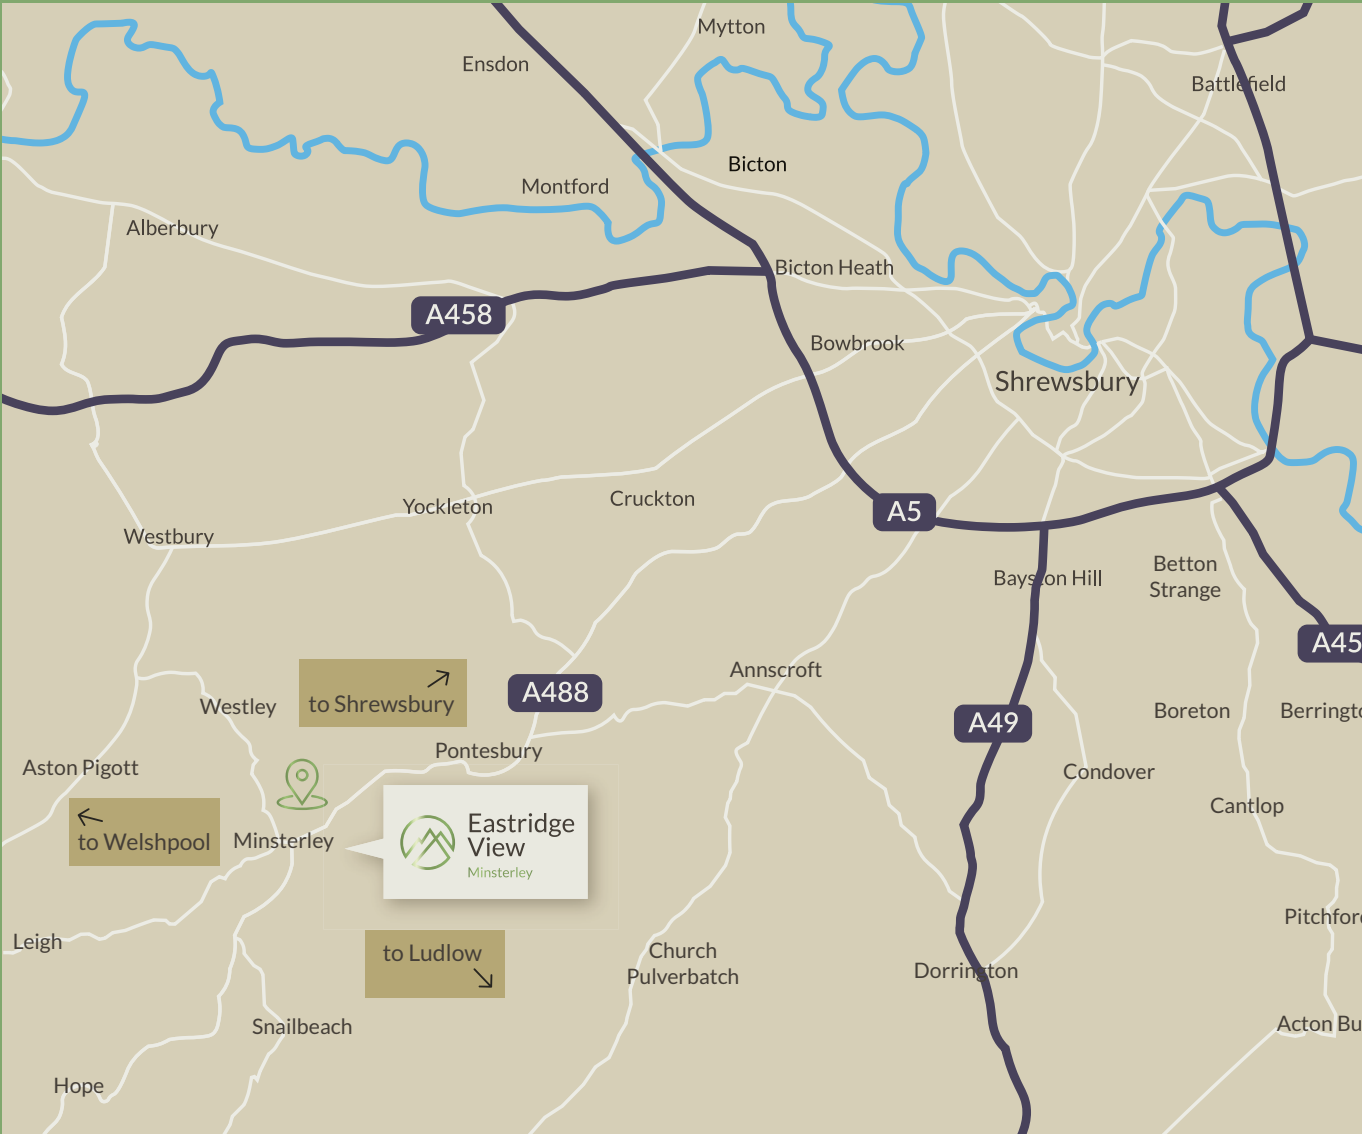 Mytton
Ensdon
Battlefield
Bicton
Montford
Alberbury
Bicton Heath
A458
Bowbrook
Shrewsbury
Cruckton
Yockleton
A5
Westbury
Betton
Strange
Bayston Hill
A45
Annscroft
to Shrewsbury
A488
Westley
A49
Boreton
Berringto
Pontesbury
Aston Pigott
Condover
Cantlop
to Welshpool
Minsterley
Eastridge
View
Minsterley
Pitchford
Leigh
to Ludlow
Church
Pulverbatch
Dorrington
Snailbeach
Acton Bu
Hope